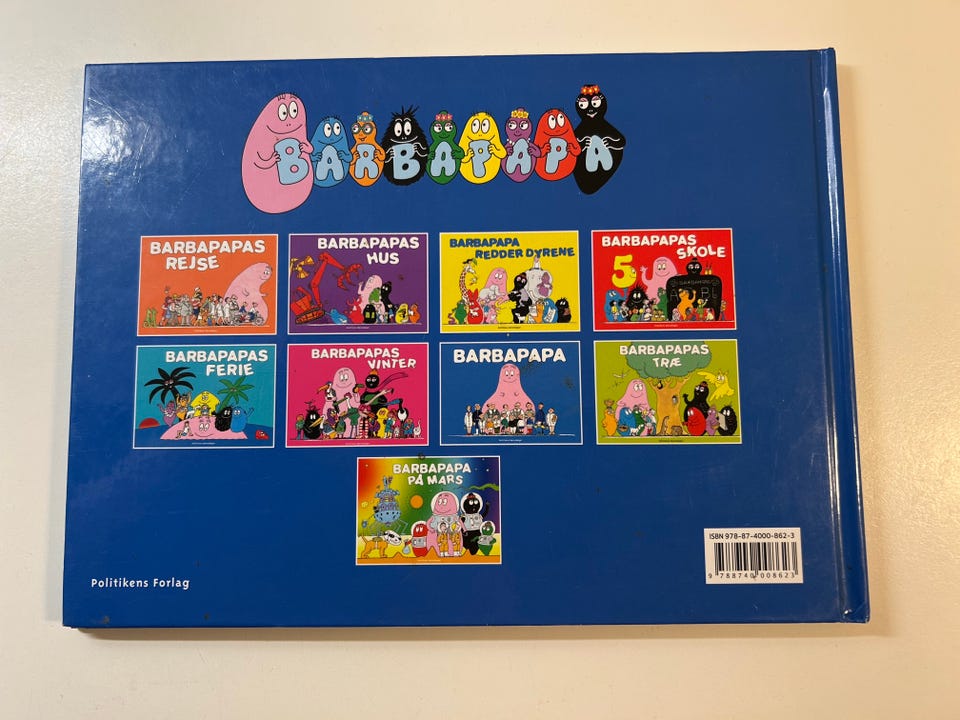 BARBAPAPA
BARBAPAPAS
REJSE
BARBAPAPAS
HUS
BARBAPAPA
REDDER DYRENE
BARBAPAPAS
SKOLE
5
BARBAPAPAS
FERIE
BARBAPAPAS
VINTER
BARBAPAPA
BARBAPAPAS
TRÆ
BARBAPAPA
PÅ MARS
ISBN 978-87-4000-862-3
9 788740 008623
Politikens Forlag